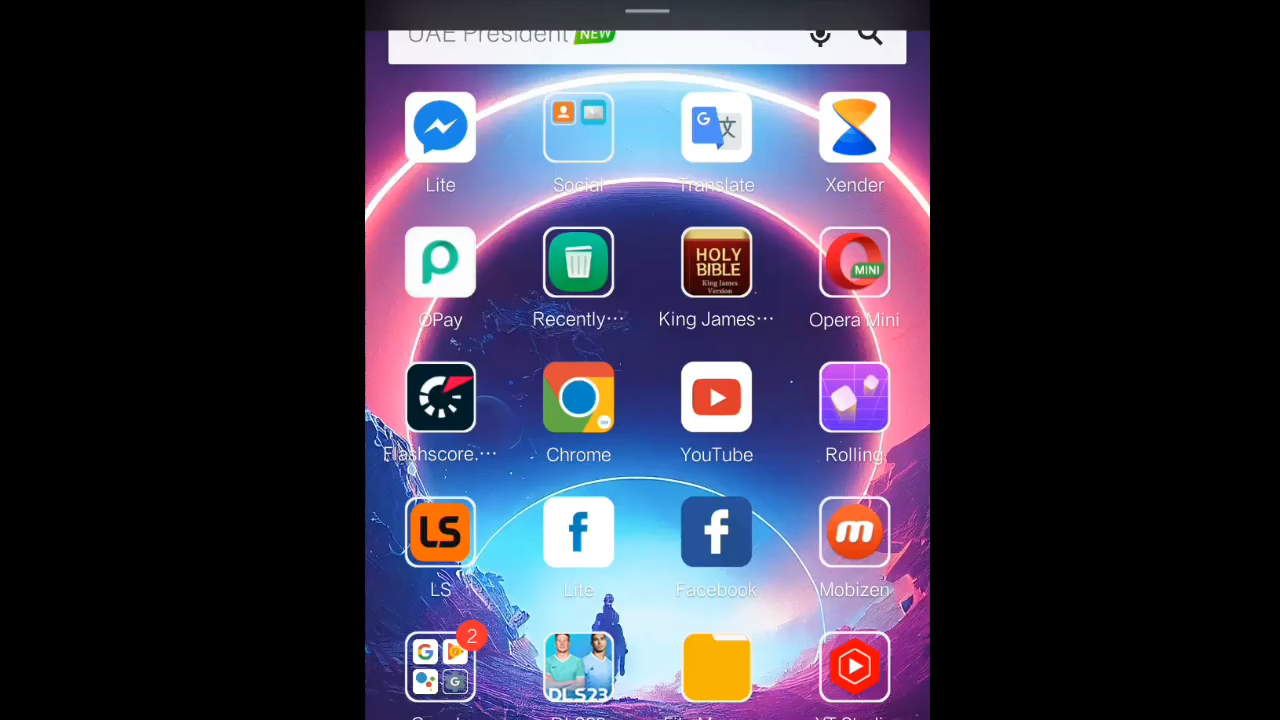 UAE President NEW
Lite
Social
Translate
Xender
HOLY
BIBLE
King James
Version
MINI
OPay
Recently···
King James···
Opera Mini
Flashscore.···
Chrome
YouTube
Rolling
LS
LS
Lite
Facebook
Mobizen
2
DLS23